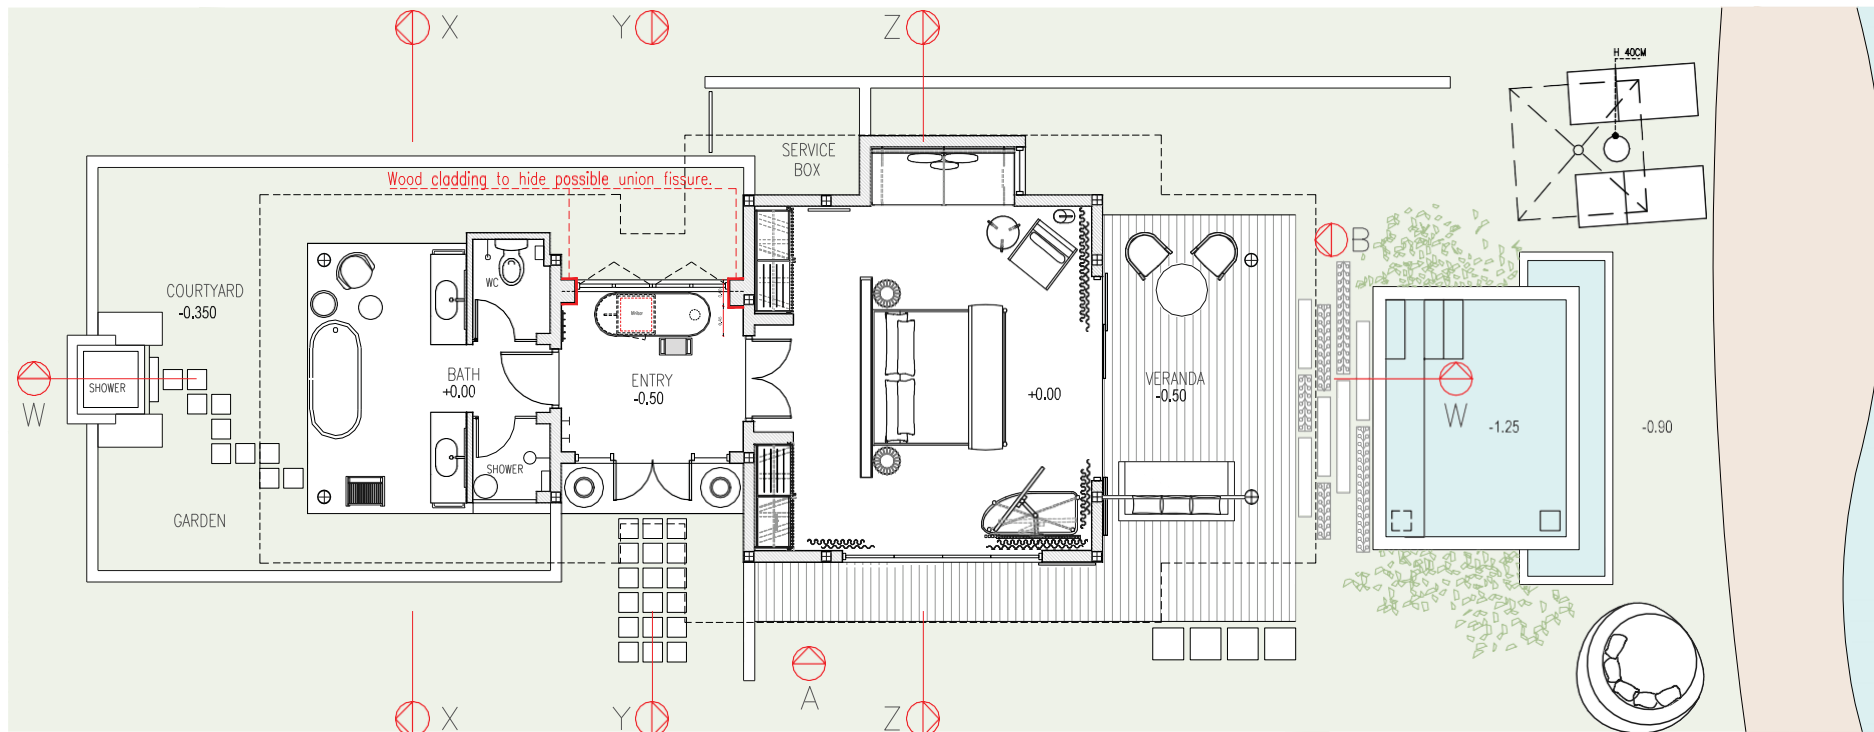 X
Y
Z
H 40CM
SERVICE
BOX
Wood cladding to hide possible union fissure.
B
WC
COURTYARD
-0.350
BATH
+0.00
ENTRY
-0.50
+0.00
VERANDA
-0.50
SHOWER
W
W
-1.25
-0.90
SHOWER
GARDEN
A
X
Y
Z